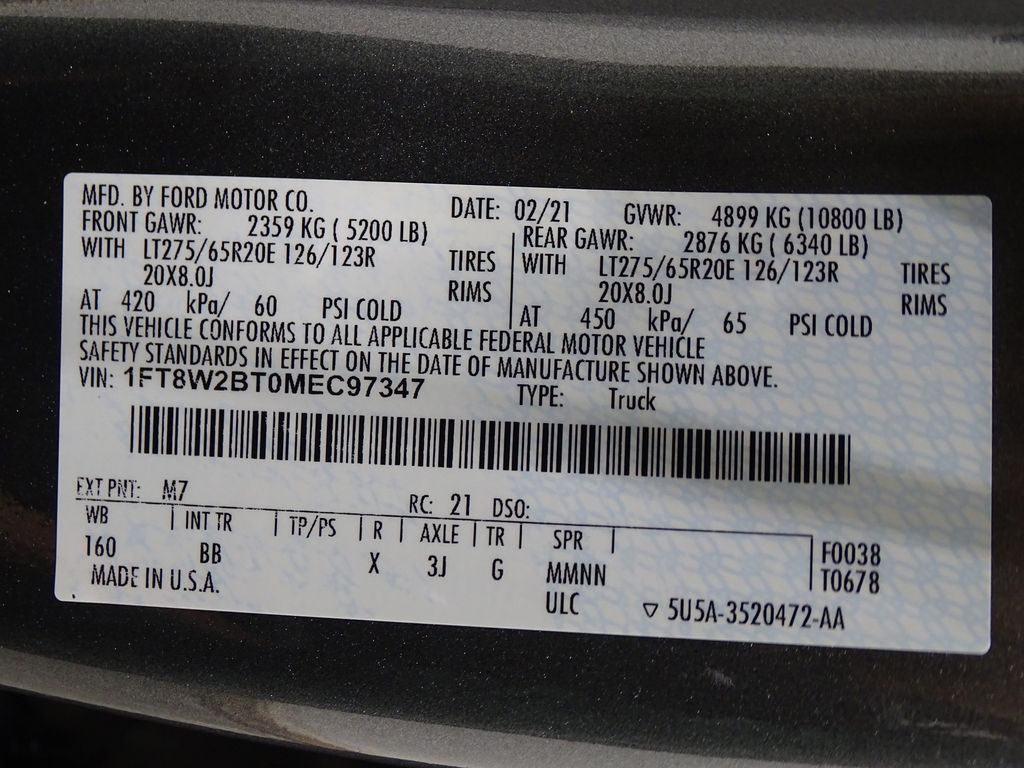 MFD. BY FORD MOTOR CO. DATE: 02/21 GVWR: 4899 KG (10800 LB)
FRONT GAWR: 2359 KG ( 5200 LB) REAR GAWR: 2876 KG ( 6340 LB)
WITH LT275/65R20E 126/123R TIRES WITH LT275/65R20E 126/123R TIRES
20X8.0J RIMS 20X8.0J RIMS
AT 420 kPa/ 60 PSI COLD AT 450 kPa/ 65 PSI COLD
THIS VEHICLE CONFORMS TO ALL APPLICABLE FEDERAL MOTOR VEHICLE
SAFETY STANDARDS IN EFFECT ON THE DATE OF MANUFACTURE SHOWN ABOVE.
VIN: 1FT8W2BT0MEC97347 TYPE: Truck
EXT PNT: M7 RC: 21 DSO:
WB INT TR TP/PS R AXLE TR SPR F0038
160 BB X 3J G MMNN T0678
MADE IN U.S.A. ULC ▽ 5U5A-3520472-AA